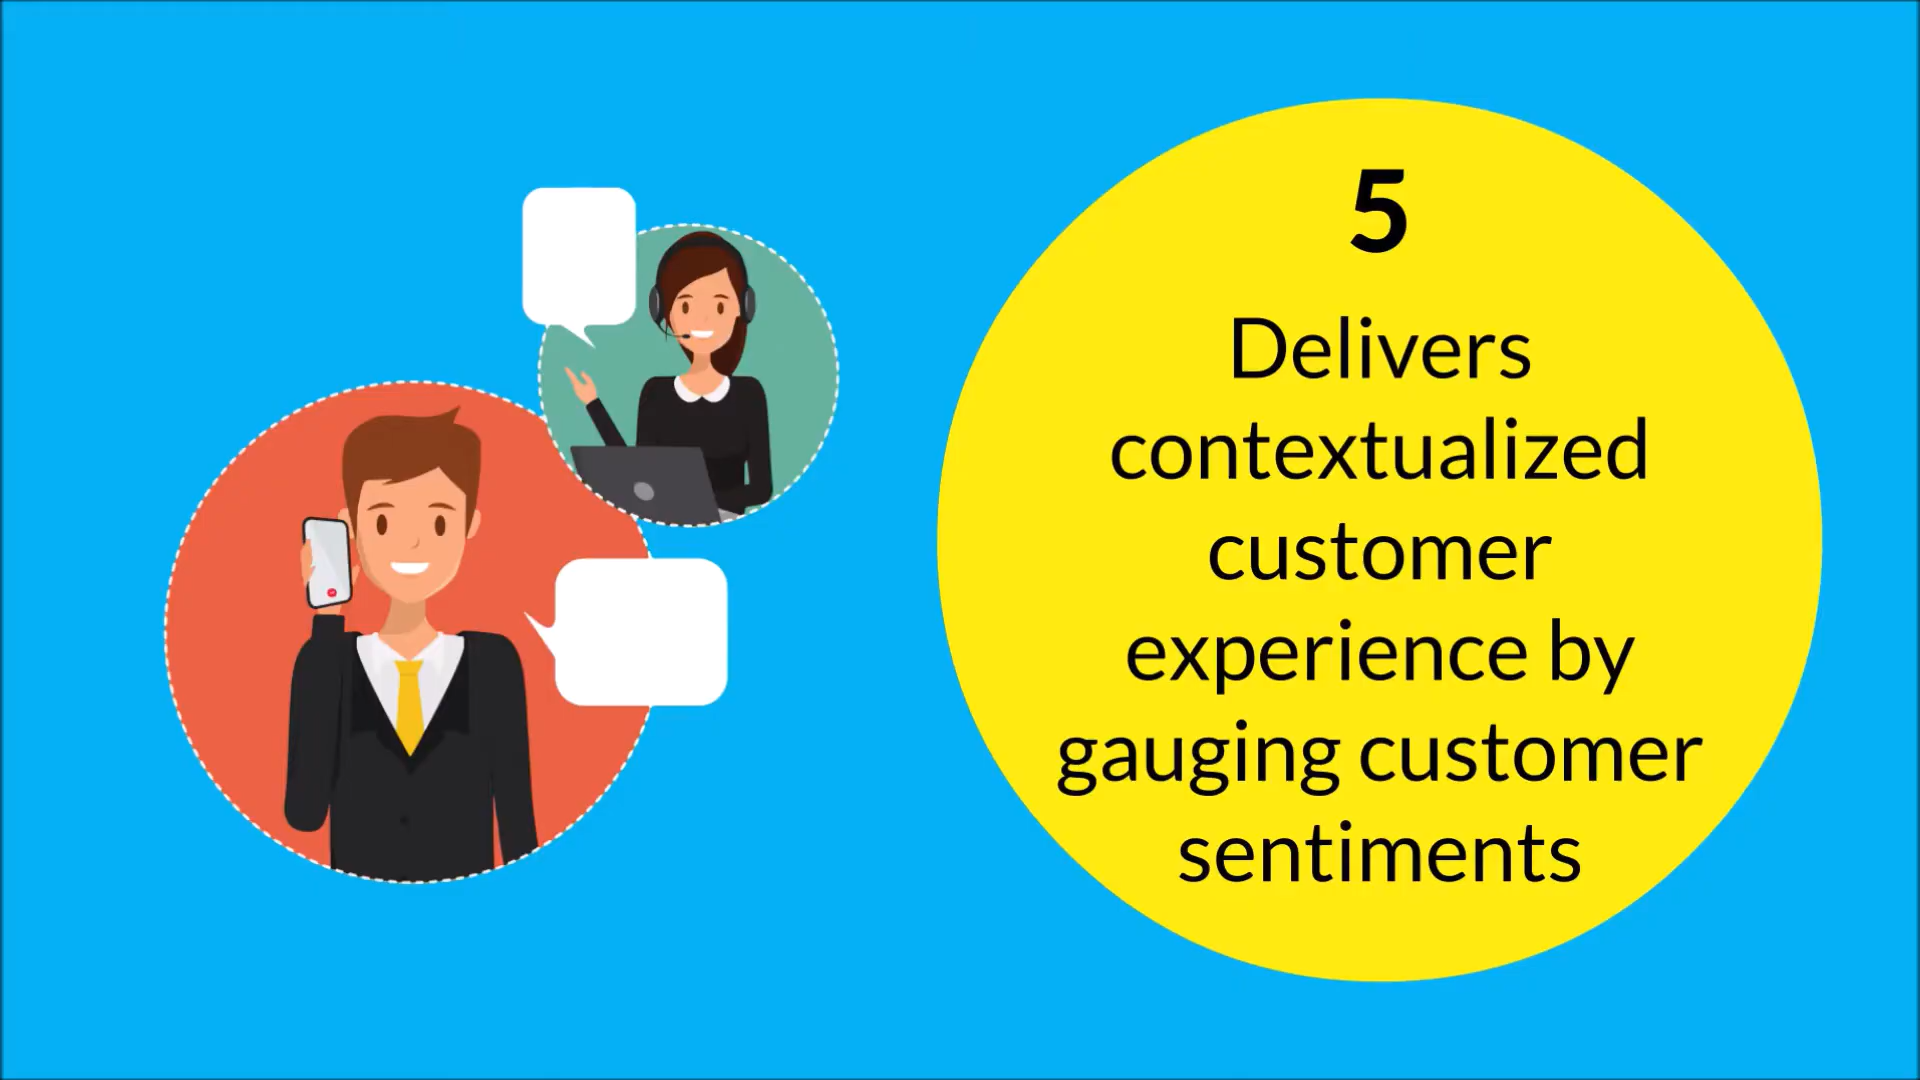 5
Delivers
contextualized
customer
experience by
gauging customer
sentiments